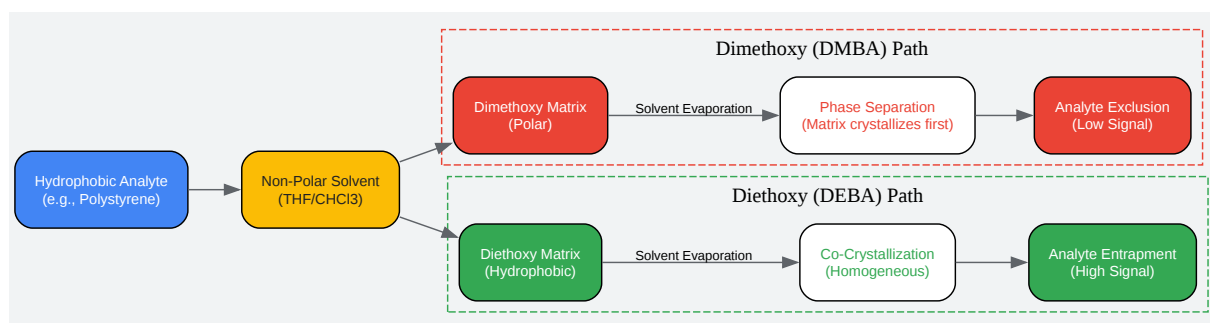 Dimethoxy (DMBA) Path
Dimethoxy Matrix
(Polar)
Solvent Evaporation
Phase Separation
(Matrix crystallizes first)
Analyte Exclusion
(Low Signal)
Hydrophobic Analyte
(e.g., Polystyrene)
Non-Polar Solvent
(THF/CHCl3)
Diethoxy (DEBA) Path
Diethoxy Matrix
(Hydrophobic)
Solvent Evaporation
Co-Crystallization
(Homogeneous)
Analyte Entrapment
(High Signal)